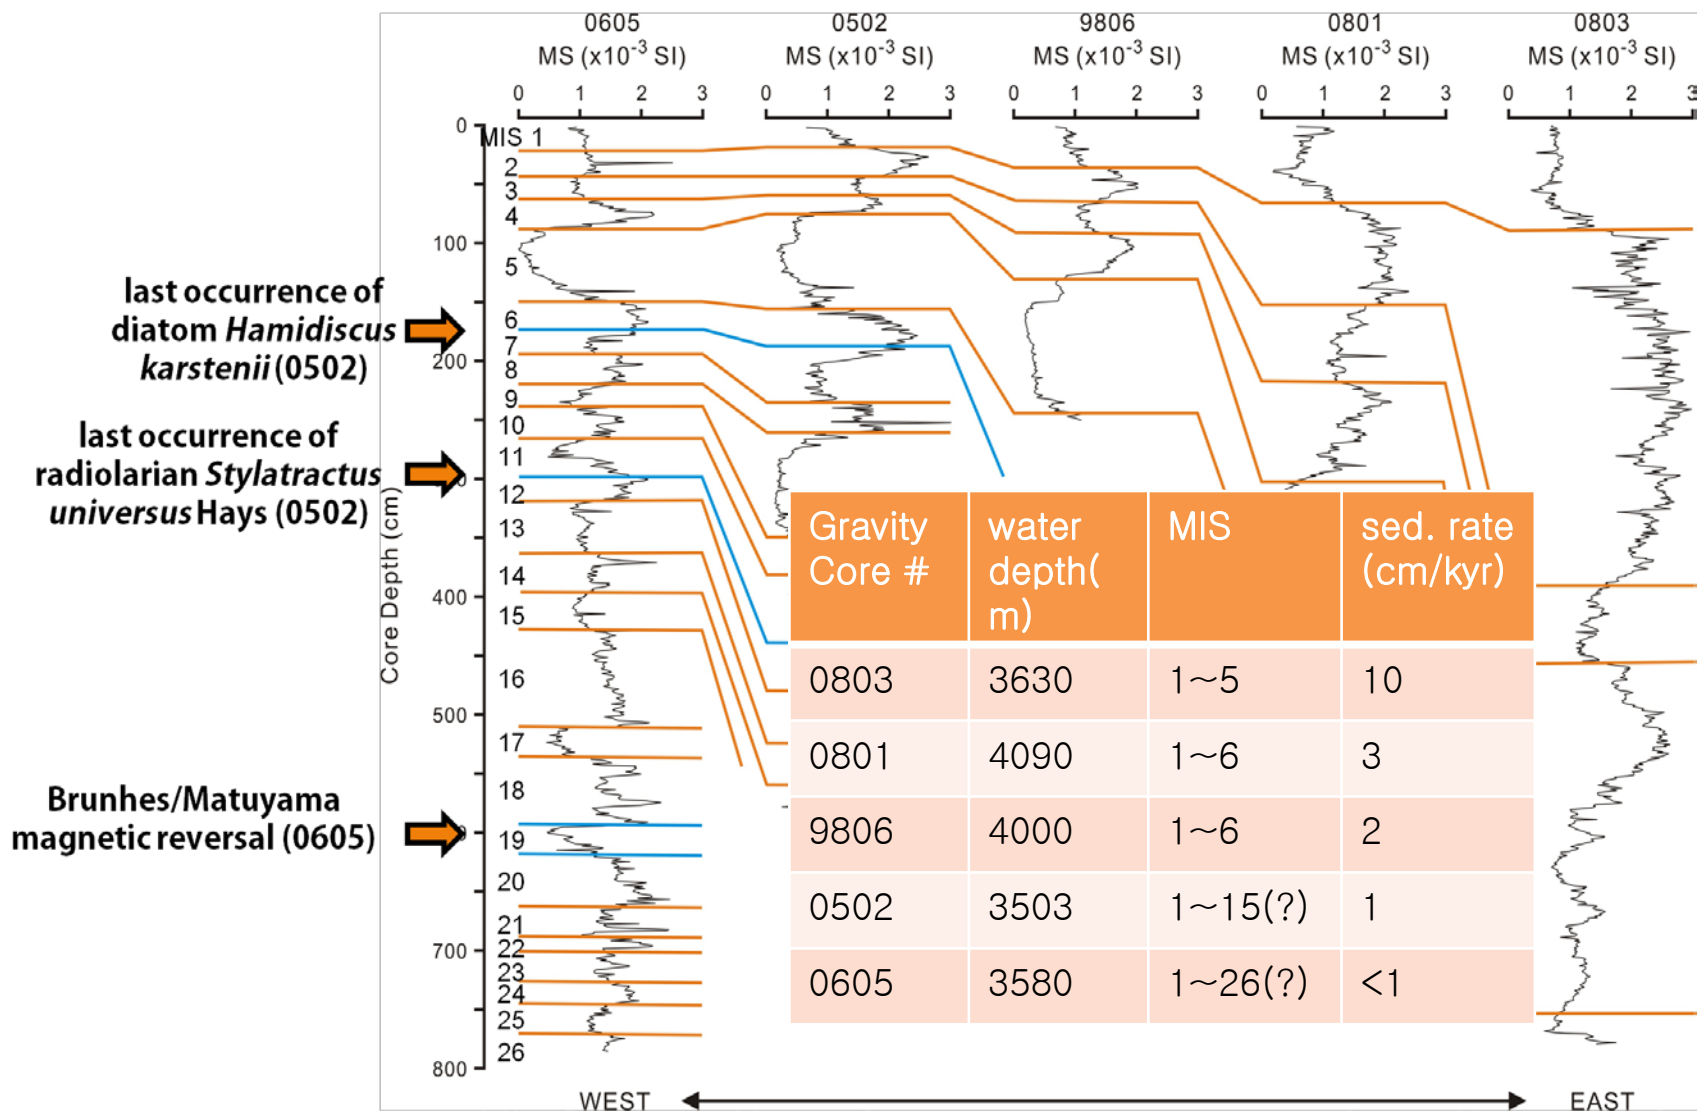 0605 0502 9806 0801 0803
MS (x10-3 SI) MS (x10-3 SI) MS (x10-3 SI) MS (x10-3 SI) MS (x10-3 SI)
0 1 2 3 0 1 2 3 0 1 2 3 0 1 2 3 0 1 2 3
0
100
200
400
500
700
800
Core Depth (cm)
MIS 1
2
3
4
5
6
7
8
9
10
11
12
13
14
15
16
17
18
19
20
21
22
23
24
25
26
last occurrence of
diatom Hamidiscus
karstenii (0502)
last occurrence of
radiolarian Stylatractus
universus Hays (0502)
Brunhes/Matuyama
magnetic reversal (0605)
Gravity Core # water depth(m) MIS sed. rate (cm/kyr)
0803 3630 1~5 10
0801 4090 1~6 3
9806 4000 1~6 2
0502 3503 1~15(?) 1
0605 3580 1~26(?) <1
WEST EAST